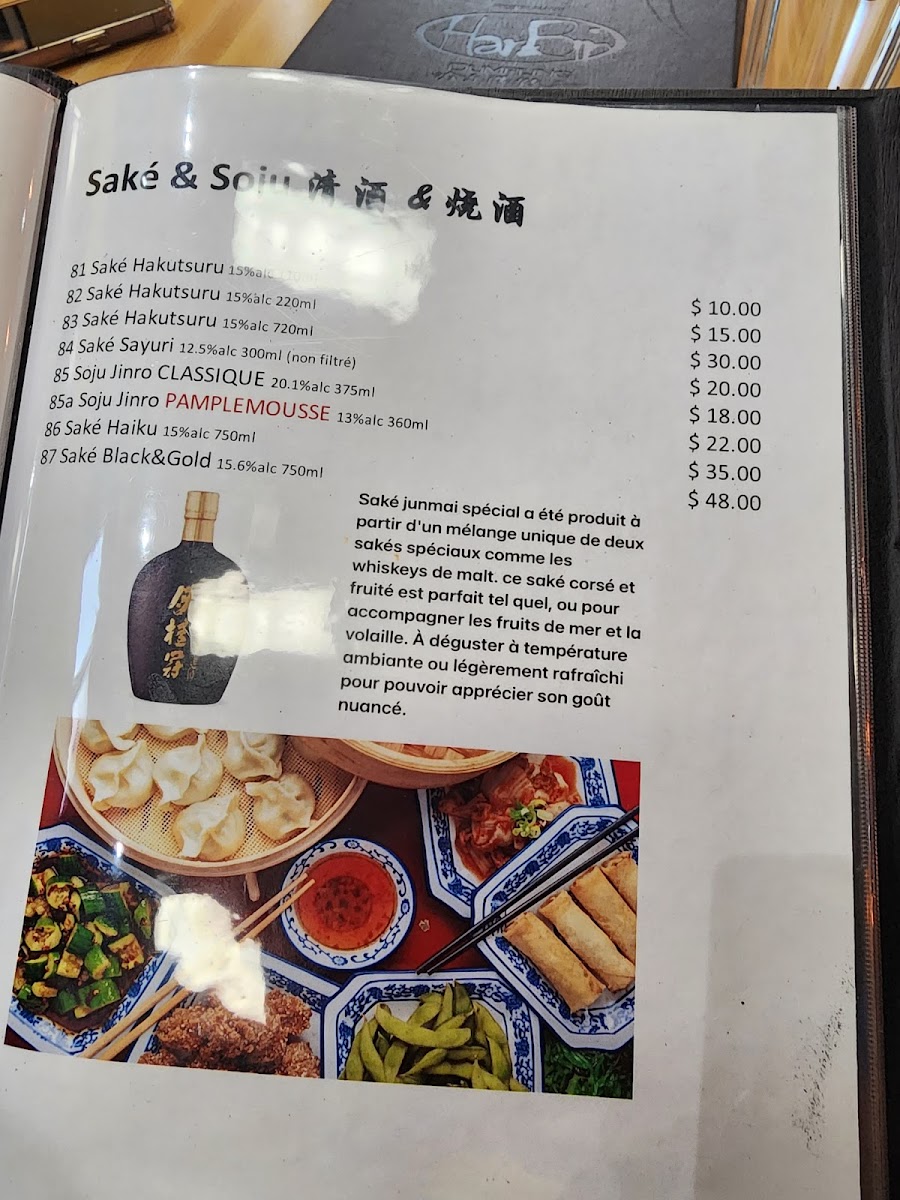 HarBin
Saké & Soju 清酒 & 烧酒
81 Saké Hakutsuru 15%alc
$ 10.00
82 Saké Hakutsuru 15%alc 220ml
$ 15.00
83 Saké Hakutsuru 15%alc 720ml
$ 30.00
84 Saké Sayuri 12.5%alc 300ml (non filtré)
$ 20.00
85 Soju Jinro CLASSIQUE 20.1%alc 375ml
$ 18.00
85a Soju Jinro PAMPLEMOUSSE 13%alc 360ml
$ 22.00
86 Saké Haiku 15%alc 750ml
$ 35.00
87 Saké Black&Gold 15.6%alc 750ml
$ 48.00
Saké junmai spécial a été produit à
partir d'un mélange unique de deux
sakés spéciaux comme les
whiskeys de malt. ce saké corsé et
fruité est parfait tel quel, ou pour
accompagner les fruits de mer et la
volaille. À déguster à température
ambiante ou légèrement rafraîchi
pour pouvoir apprécier son goût
nuancé.